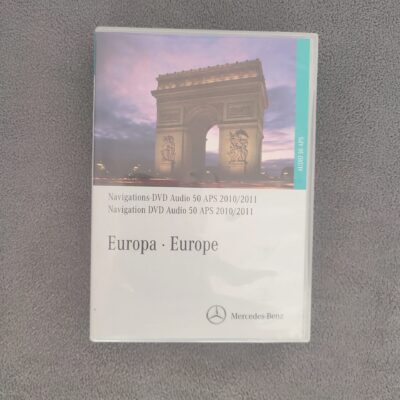 AUDIO 50 APS
Navigations-DVD Audio 50 APS 2010/2011
Navigation DVD Audio 50 APS 2010/2011
Europa · Europe
Mercedes-Benz